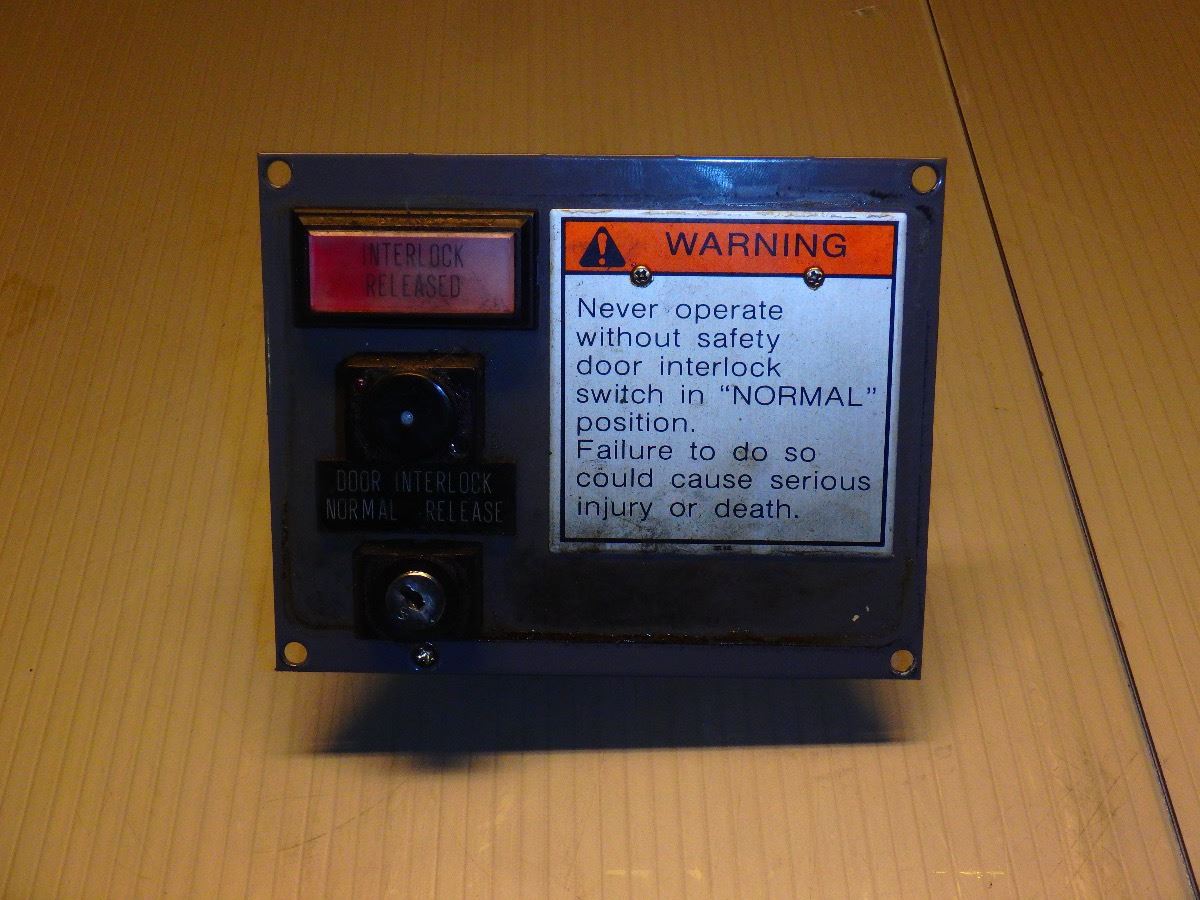 INTERLOCK
RELEASED
DOOR INTERLOCK
NORMAL RELEASE
WARNING
Never operate
without safety
door interlock
switch in “NORMAL”
position.
Failure to do so
could cause serious
injury or death.